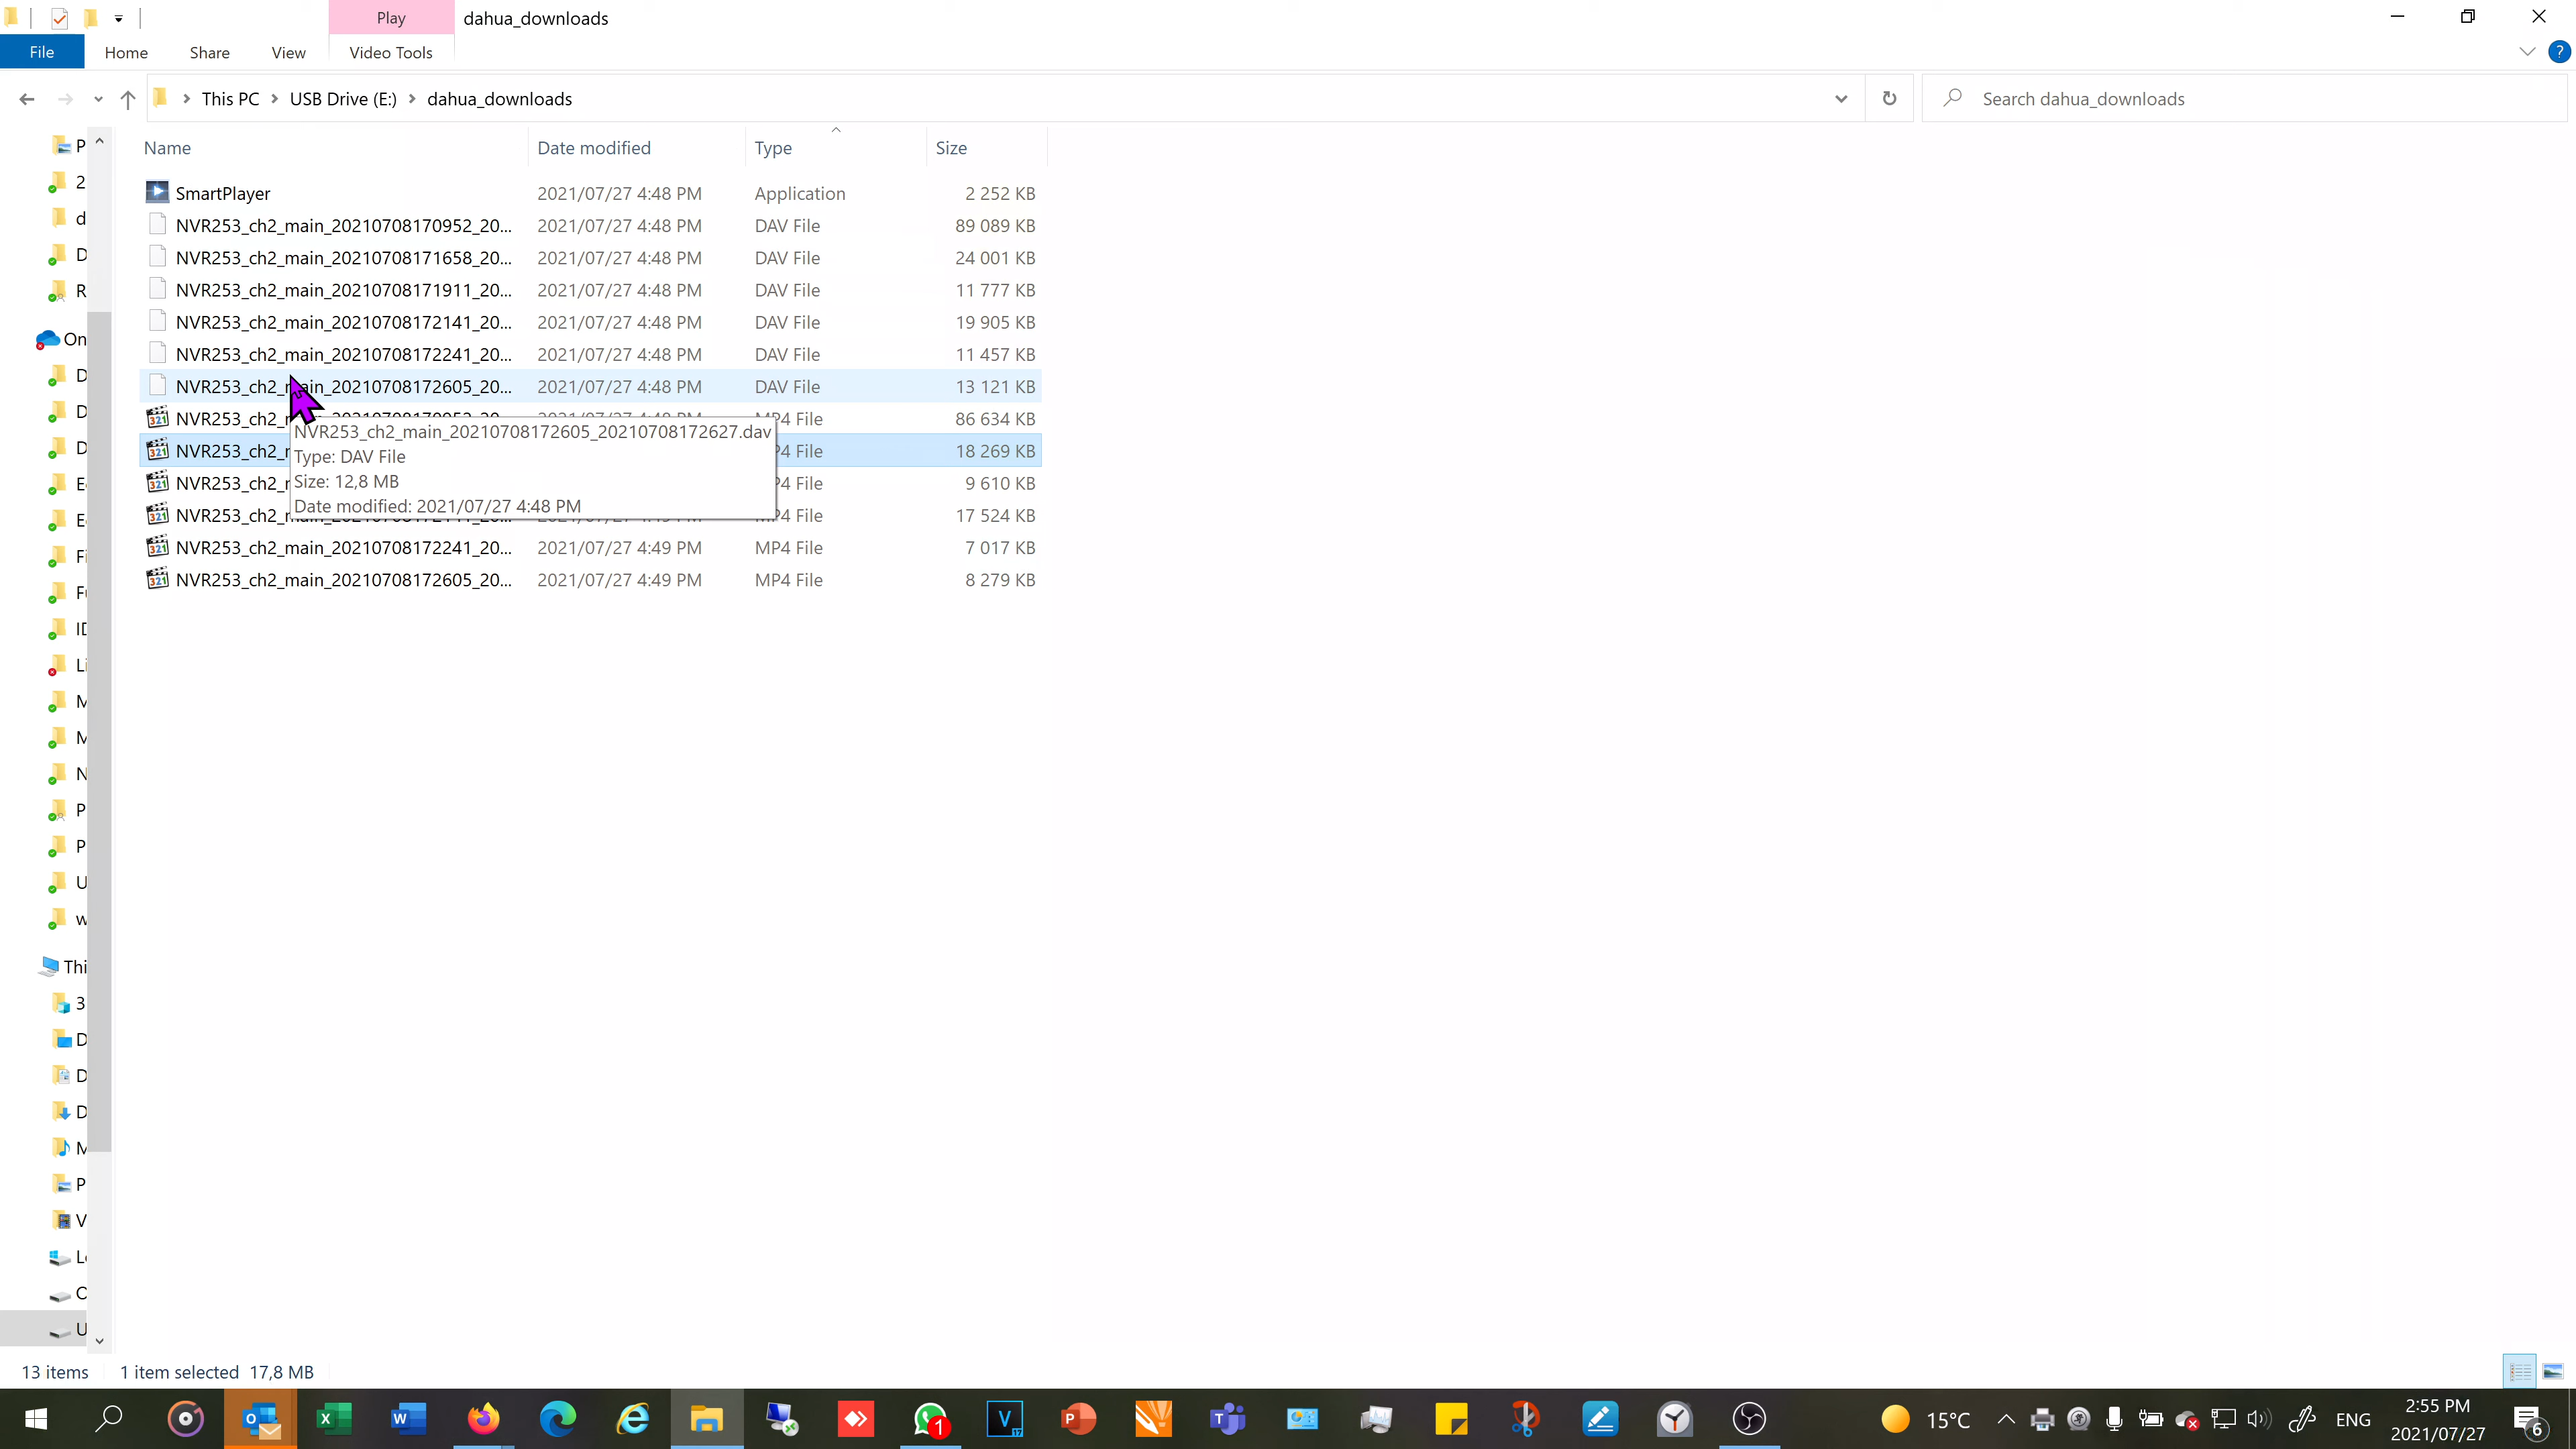 Play dahua_downloads
File Home Share View Video Tools
This PC USB Drive (E:) dahua_downloads Search dahua_downloads
Name Date modified Type Size
SmartPlayer 2021/07/27 4:48 PM Application 2 252 KB
NVR253_ch2_main_20210708170952_20... 2021/07/27 4:48 PM DAV File 89 089 KB
NVR253_ch2_main_20210708171658_20... 2021/07/27 4:48 PM DAV File 24 001 KB
NVR253_ch2_main_20210708171911_20... 2021/07/27 4:48 PM DAV File 11 777 KB
NVR253_ch2_main_20210708172141_20... 2021/07/27 4:48 PM DAV File 19 905 KB
NVR253_ch2_main_20210708172241_20... 2021/07/27 4:48 PM DAV File 11 457 KB
NVR253_ch2_main_20210708172605_20... 2021/07/27 4:48 PM DAV File 13 121 KB
86 634 KB
NVR253_ch2_main_20210708172605_20210708172627.dav
18 269 KB
Type: DAV File
Size: 12,8 MB
9 610 KB
Date modified: 2021/07/27 4:48 PM
17 524 KB
NVR253_ch2_main_20210708172241_20... 2021/07/27 4:49 PM MP4 File 7 017 KB
NVR253_ch2_main_20210708172605_20... 2021/07/27 4:49 PM MP4 File 8 279 KB
13 items 1 item selected 17,8 MB
15°C ENG 2:55 PM
2021/07/27
6